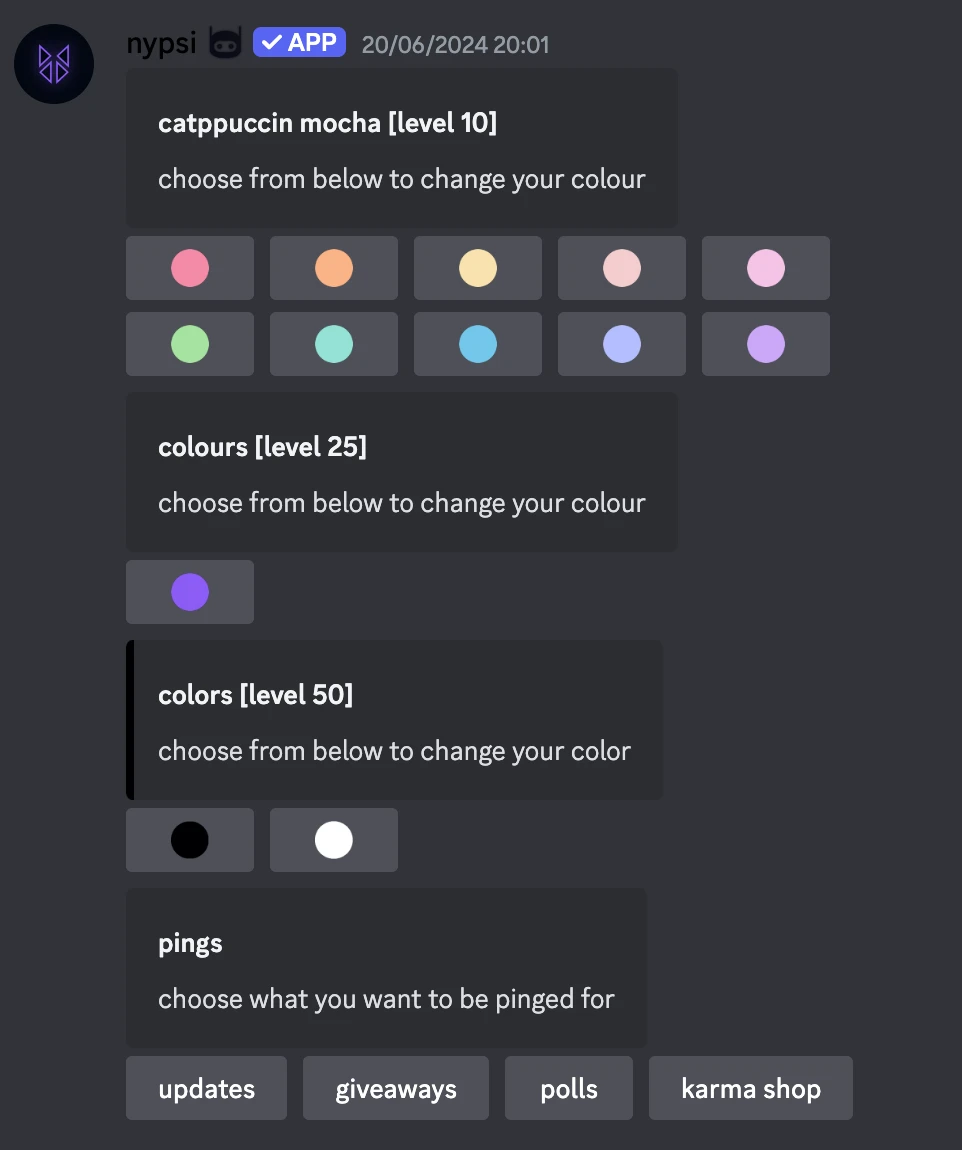 nypsi APP 20/06/2024 20:01
catppuccin mocha [level 10]
choose from below to change your colour
colours [level 25]
choose from below to change your colour
colors [level 50]
choose from below to change your color
pings
choose what you want to be pinged for
updates giveaways polls karma shop